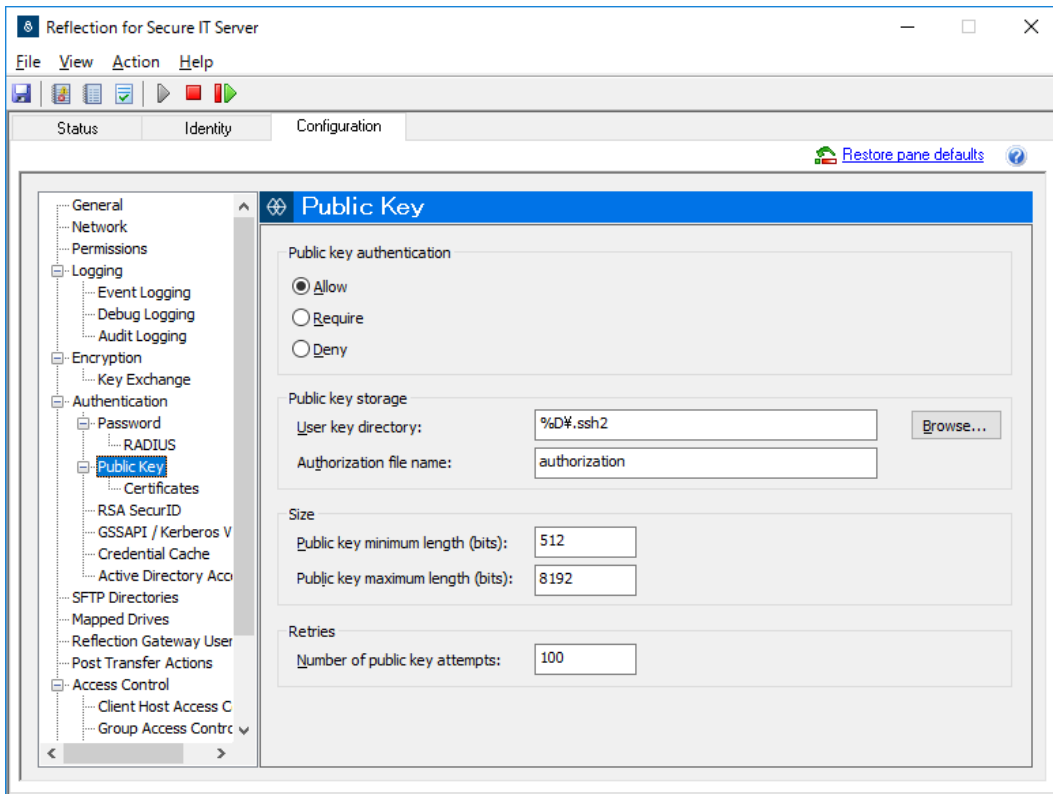 Reflection for Secure IT Server
File View Action Help
Status Identity Configuration
Restore pane defaults
General
Network
Permissions
Logging
Event Logging
Debug Logging
Audit Logging
Encryption
Key Exchange
Authentication
Password
RADIUS
Public Key
Certificates
RSA SecurID
GSSAPI / Kerberos V
Credential Cache
Active Directory Acc
SFTP Directories
Mapped Drives
Reflection Gateway User
Post Transfer Actions
Access Control
Client Host Access C
Group Access Contro
Public Key
Public key authentication
Allow
Require
Deny
Public key storage
User key directory: %D¥.ssh2 Browse...
Authorization file name: authorization
Size
Public key minimum length (bits): 512
Public key maximum length (bits): 8192
Retries
Number of public key attempts: 100